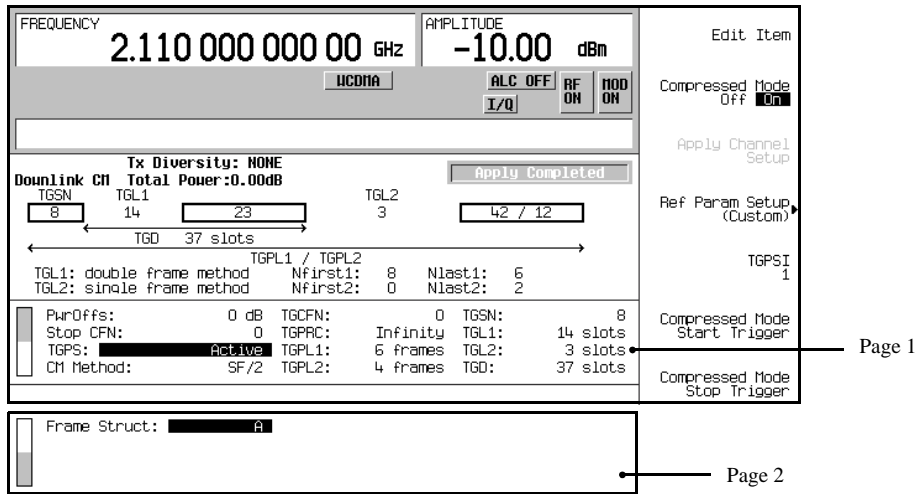 FREQUENCY
2.110 000 000 00 GHz
AMPLITUDE
-10.00 dBm
WCDMA
ALC OFF
I/Q
RF ON
MOD ON
Tx Diversity: NONE
Downlink CM Total Power:0.00dB
Apply Completed
TGSN TGL1 TGL2
8 14 23 3 42 / 12
TGD 37 slots
TGPL1 / TGPL2
TGL1: double frame method Nfirst1: 8 Nlast1: 6
TGL2: single frame method Nfirst2: 0 Nlast2: 2
PwrOffs: 0 dB TGCFN: 0 TGSN: 8
Stop CFN: 0 TGPRC: Infinity TGL1: 14 slots
TGPS: Active TGPL1: 6 frames TGL2: 3 slots
CM Method: SF/2 TGPL2: 4 frames TGD: 37 slots
Edit Item
Compressed Mode
Off On
Apply Channel
Setup
Ref Param Setup
(Custom)
TGPSI
1
Compressed Mode
Start Trigger
Compressed Mode
Stop Trigger
Page 1
Frame Struct: A
Page 2